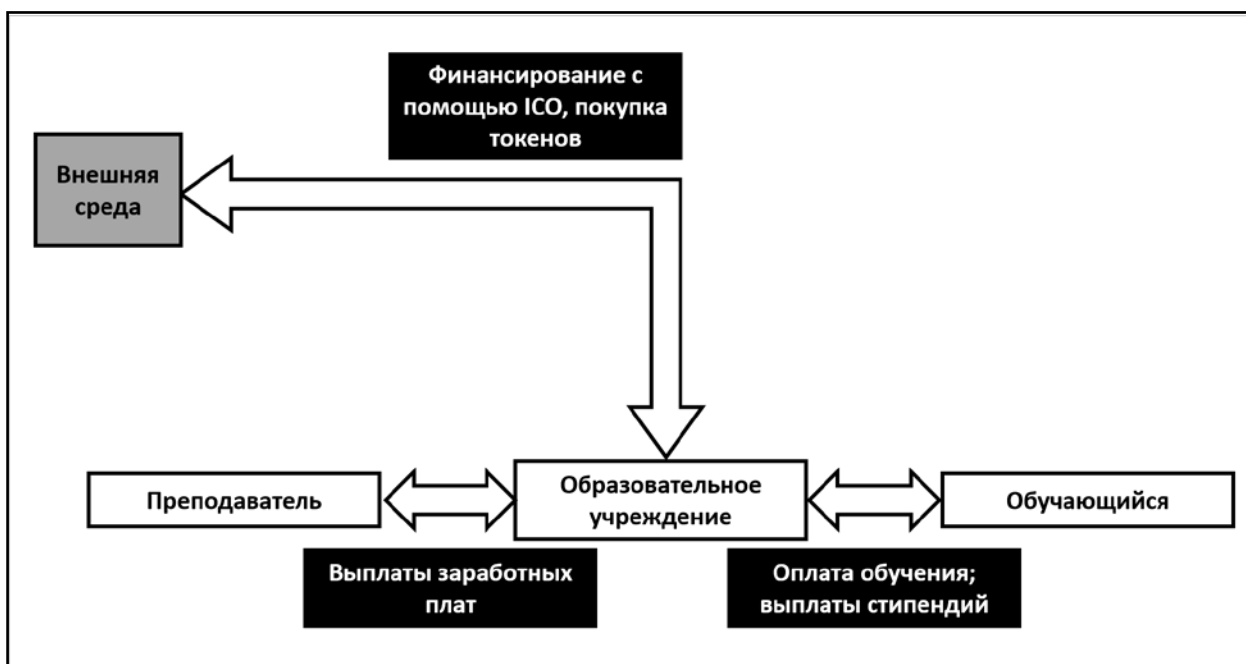 Финансирование с
помощью ICO, покупка
токенов
Внешняя
среда
Преподаватель
Образовательное
учреждение
Обучающийся
Выплаты заработных
плат
Оплата обучения;
выплаты стипендий